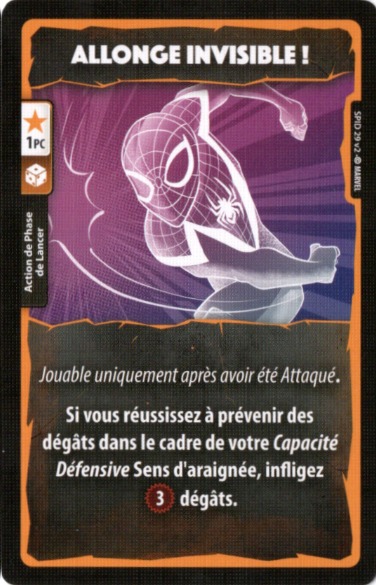 ALLONGE INVISIBLE !
1PC
Action de Phase
de Lancer
SPID 29 v2 - © MARVEL
Jouable uniquement après avoir été Attaqué.
Si vous réussissez à prévenir des
dégâts dans le cadre de votre Capacité
Défensive Sens d'araignée, infligez
3 dégâts.